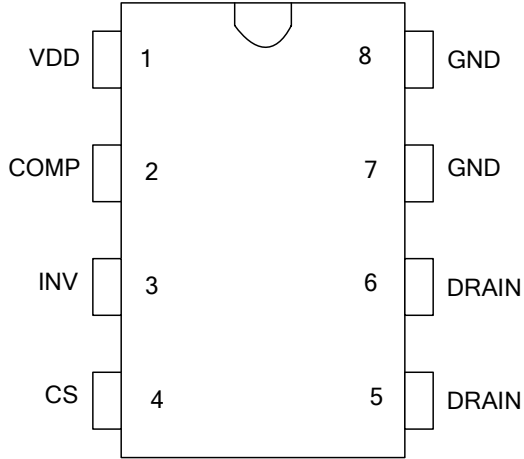 VDD 1 8 GND
COMP 2 7 GND
INV 3 6 DRAIN
CS 4 5 DRAIN